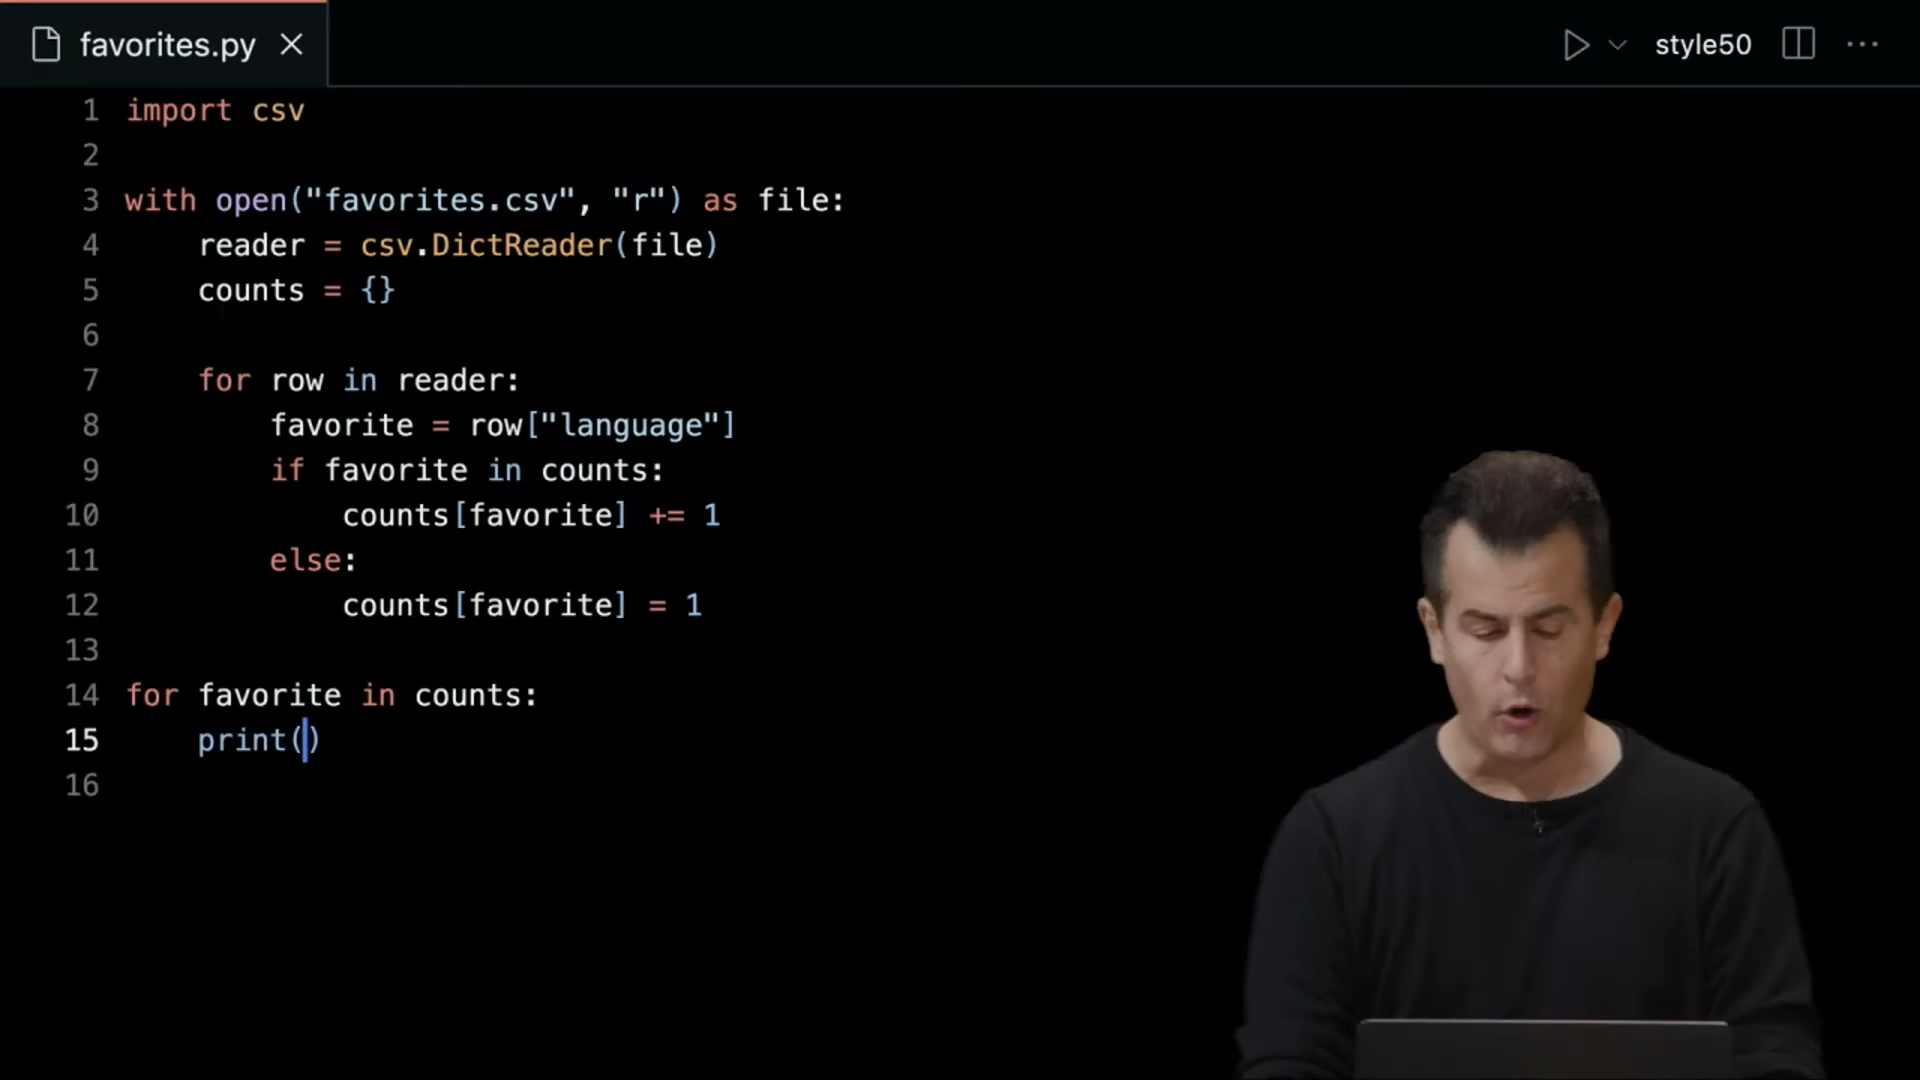 favorites.py
style50
1 import csv
2
3 with open("favorites.csv", "r") as file:
4     reader = csv.DictReader(file)
5     counts = {}
6
7     for row in reader:
8         favorite = row["language"]
9         if favorite in counts:
10             counts[favorite] += 1
11         else:
12             counts[favorite] = 1
13
14 for favorite in counts:
15     print()
16